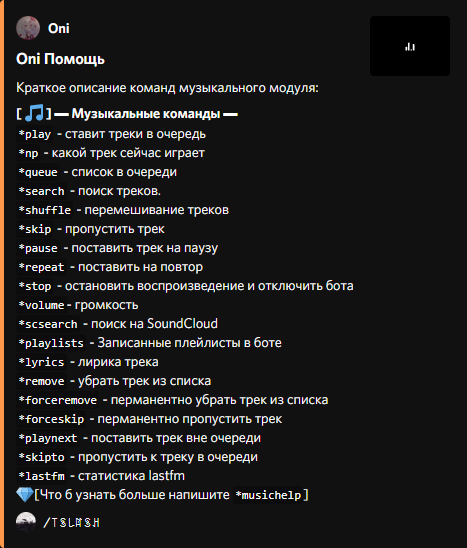 Oni
Oni Помощь
Краткое описание команд музыкального модуля:
[🎵] — Музыкальные команды —
*play - ставит треки в очередь
*np - какой трек сейчас играет
*queue - список в очереди
*search - поиск треков.
*shuffle - перемешивание треков
*skip - пропустить трек
*pause - поставить трек на паузу
*repeat - поставить на повтор
*stop - остановить воспроизведение и отключить бота
*volume- громкость
*scsearch - поиск на SoundCloud
*playlists - Записанные плейлисты в боте
*lyrics - лирика трека
*remove - убрать трек из списка
*forceremove - перманентно убрать трек из списка
*forceskip - перманентно пропустить трек
*playnext - поставить трек вне очереди
*skipto - пропустить к треку в очереди
*lastfm - статистика lastfm
💎[Что б узнать больше напишите *musichelp]